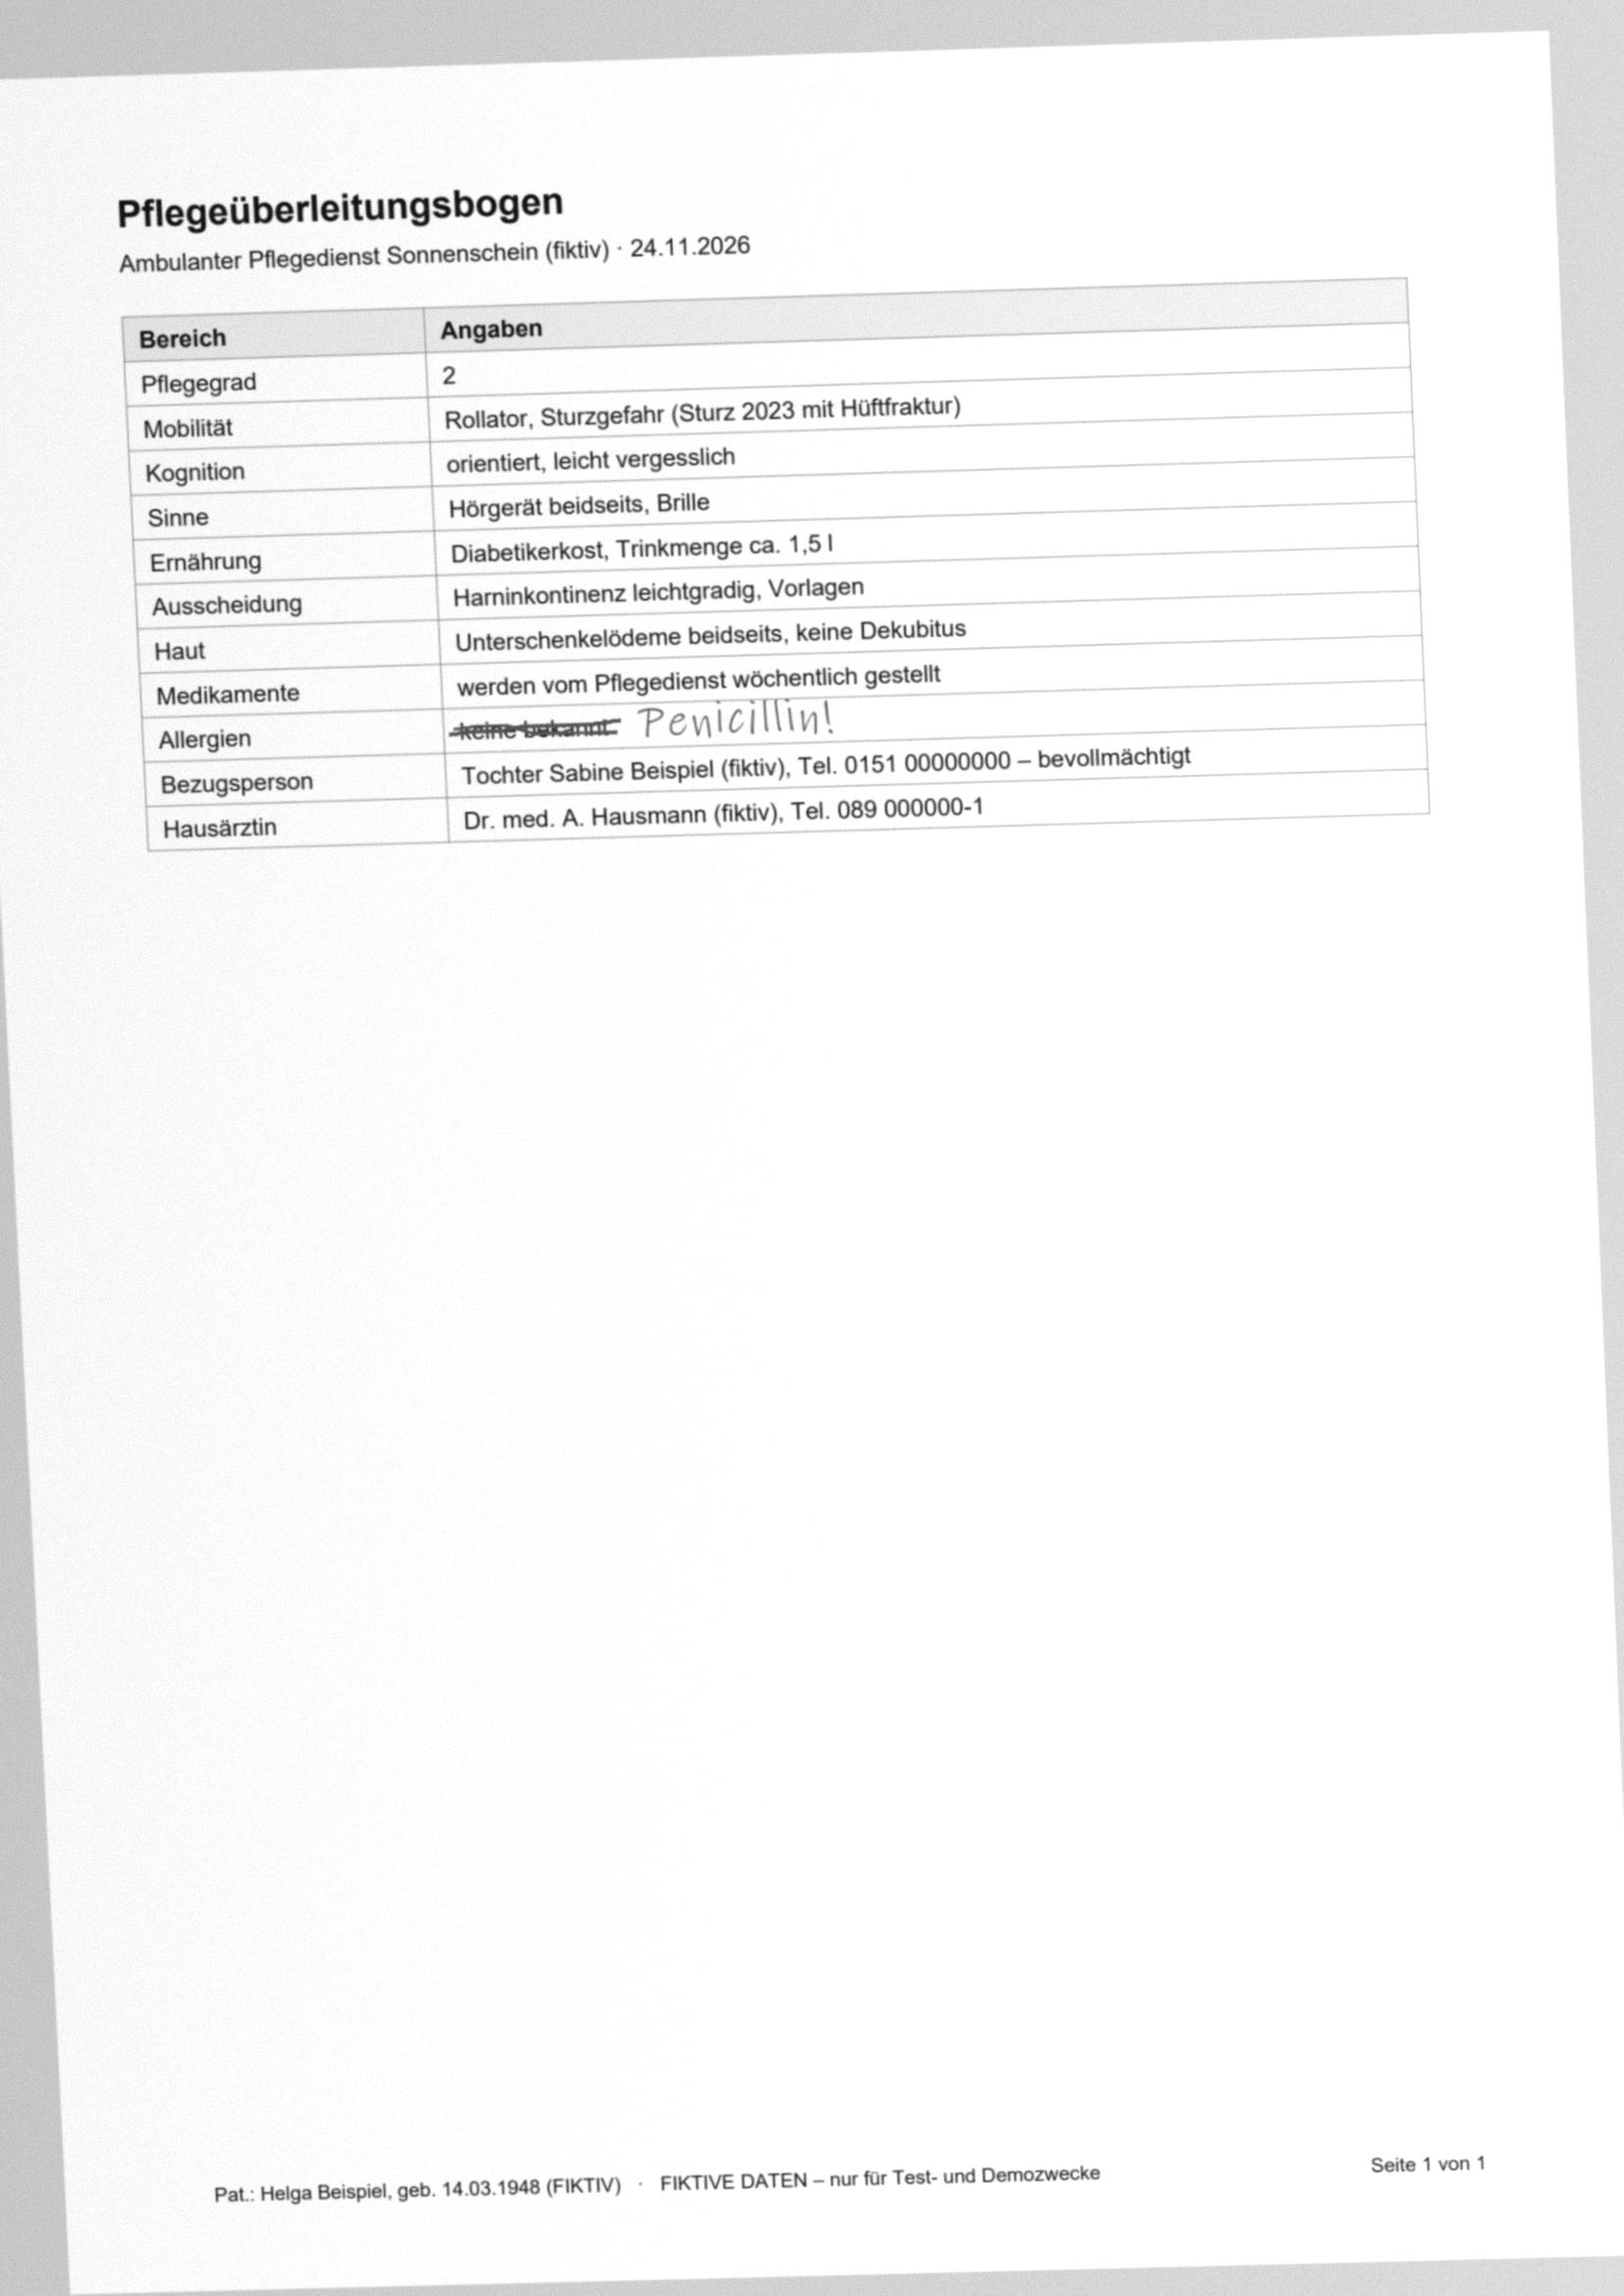 Pflegeüberleitungsbogen
Ambulanter Pflegedienst Sonnenschein (fiktiv) · 24.11.2026
Bereich Angaben
Pflegegrad 2
Mobilität Rollator, Sturzgefahr (Sturz 2023 mit Hüftfraktur)
Kognition orientiert, leicht vergesslich
Sinne Hörgerät beidseits, Brille
Ernährung Diabetikerkost, Trinkmenge ca. 1,5 l
Ausscheidung Harninkontinenz leichtgradig, Vorlagen
Haut Unterschenkelödeme beidseits, keine Dekubitus
Medikamente werden vom Pflegedienst wöchentlich gestellt
Allergien keine bekannt Penicillin!
Bezugsperson Tochter Sabine Beispiel (fiktiv), Tel. 0151 00000000 – bevollmächtigt
Hausärztin Dr. med. A. Hausmann (fiktiv), Tel. 089 000000-1
Pat.: Helga Beispiel, geb. 14.03.1948 (FIKTIV) · FIKTIVE DATEN – nur für Test- und Demozwecke Seite 1 von 1